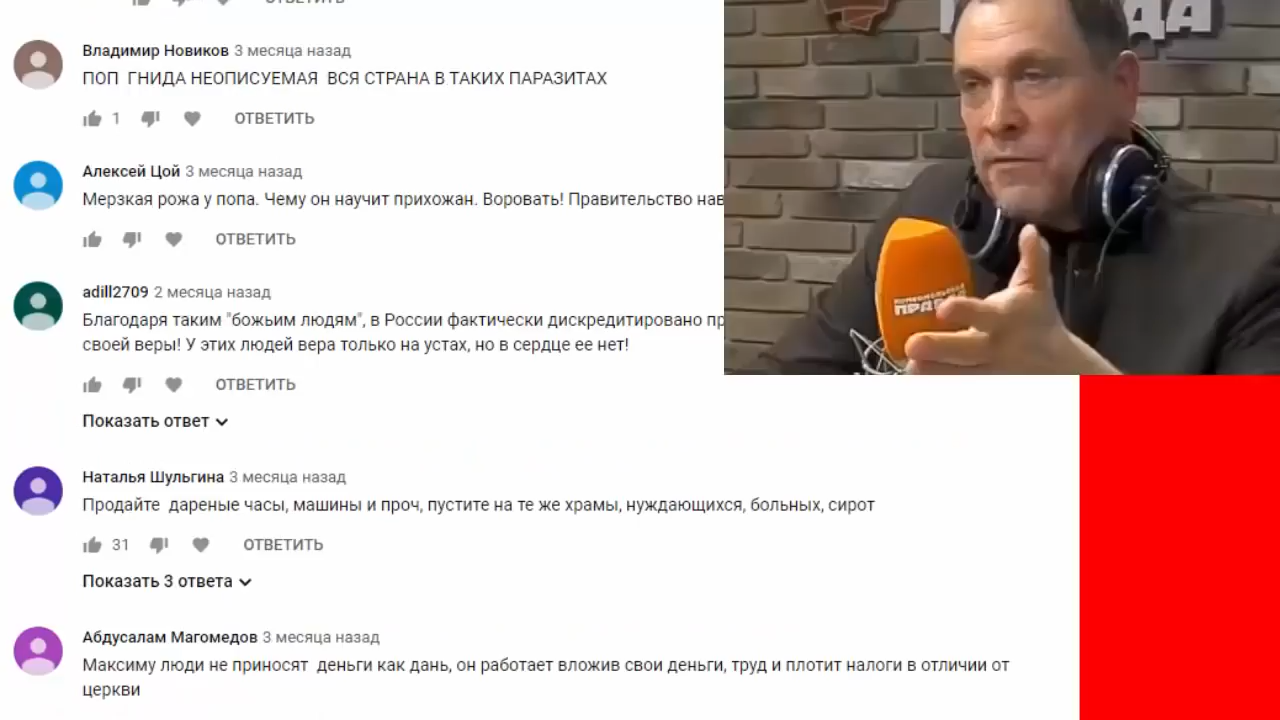 ОТВЕТИТЬ
Владимир Новиков 3 месяца назад
ПОП ГНИДА НЕОПИСУЕМАЯ ВСЯ СТРАНА В ТАКИХ ПАРАЗИТАХ
1 ОТВЕТИТЬ
Алексей Цой 3 месяца назад
Мерзкая рожа у попа. Чему он научит прихожан. Воровать! Правительство
ОТВЕТИТЬ
adill2709 2 месяца назад
Благодаря таким "божьим людям", в России фактически дискредитировано
своей веры! У этих людей вера только на устах, но в сердце ее нет!
ОТВЕТИТЬ
Показать ответ
Наталья Шульгина 3 месяца назад
Продайте дареные часы, машины и проч, пустите на те же храмы, нуждающихся, больных, сирот
31 ОТВЕТИТЬ
Показать 3 ответа
Абдусалам Магомедов 3 месяца назад
Максиму люди не приносят деньги как дань, он работает вложив свои деньги, труд и плотит налоги в отличии от
церкви
КОМСОМОЛЬСКАЯ